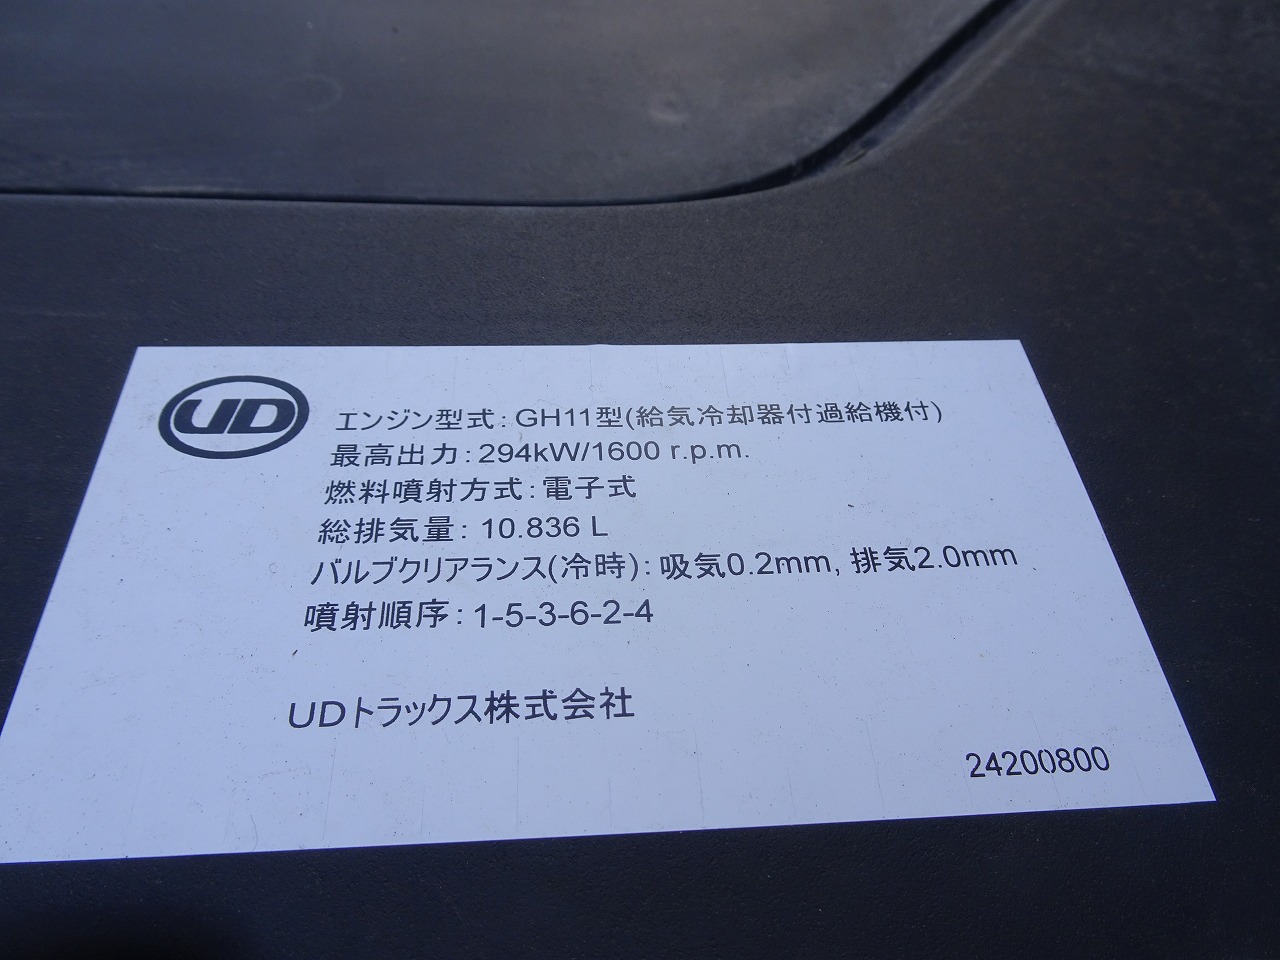 UD
エンジン型式: GH11型(給気冷却器付過給機付)
最高出力: 294kW/1600 r.p.m.
燃料噴射方式: 電子式
総排気量: 10.836 L
バルブクリアランス(冷時): 吸気0.2mm, 排気2.0mm
噴射順序: 1-5-3-6-2-4
UDトラックス株式会社
24200800